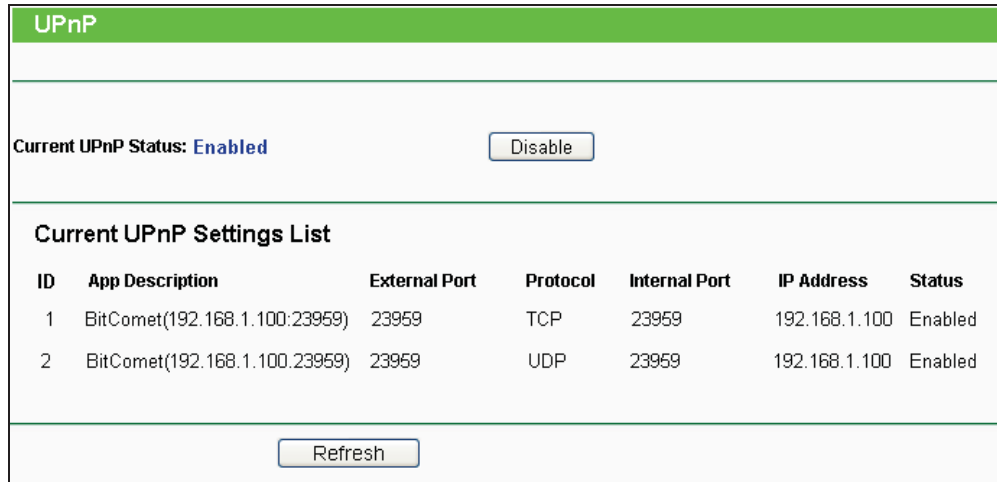 UPnP
Current UPnP Status: Enabled Disable
Current UPnP Settings List
ID App Description External Port Protocol Internal Port IP Address Status
1 BitComet(192.168.1.100:23959) 23959 TCP 23959 192.168.1.100 Enabled
2 BitComet(192.168.1.100.23959) 23959 UDP 23959 192.168.1.100 Enabled
Refresh